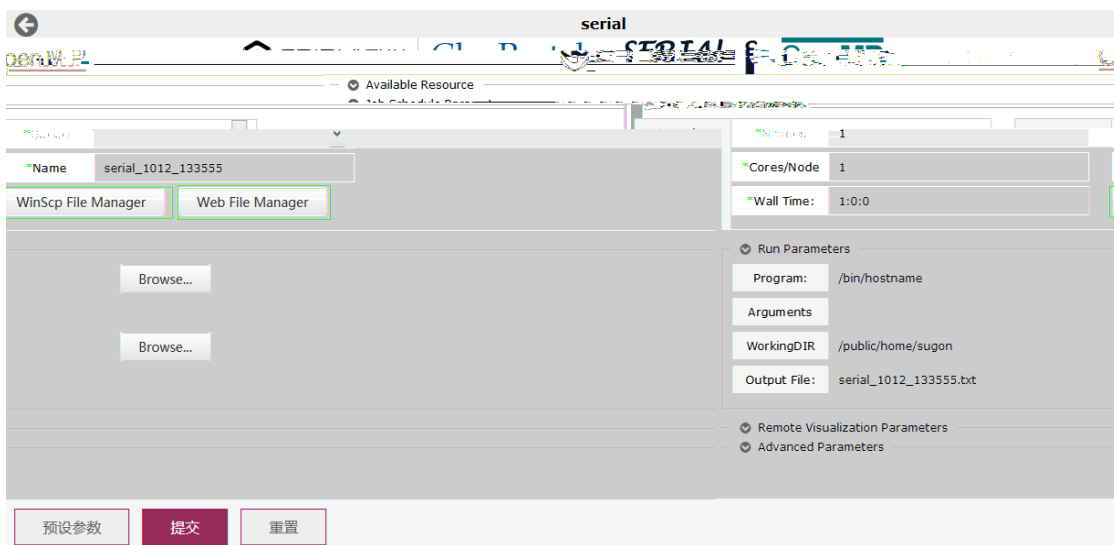 serial
Available Resource
1
*Name serial_1012_133555
*Cores/Node 1
WinScp File Manager Web File Manager
*Wall Time: 1:0:0
Run Parameters
Browse...
Program: /bin/hostname
Arguments
Browse...
WorkingDIR /public/home/sugon
Output File: serial_1012_133555.txt
Remote Visualization Parameters
Advanced Parameters
预设参数 提交 重置